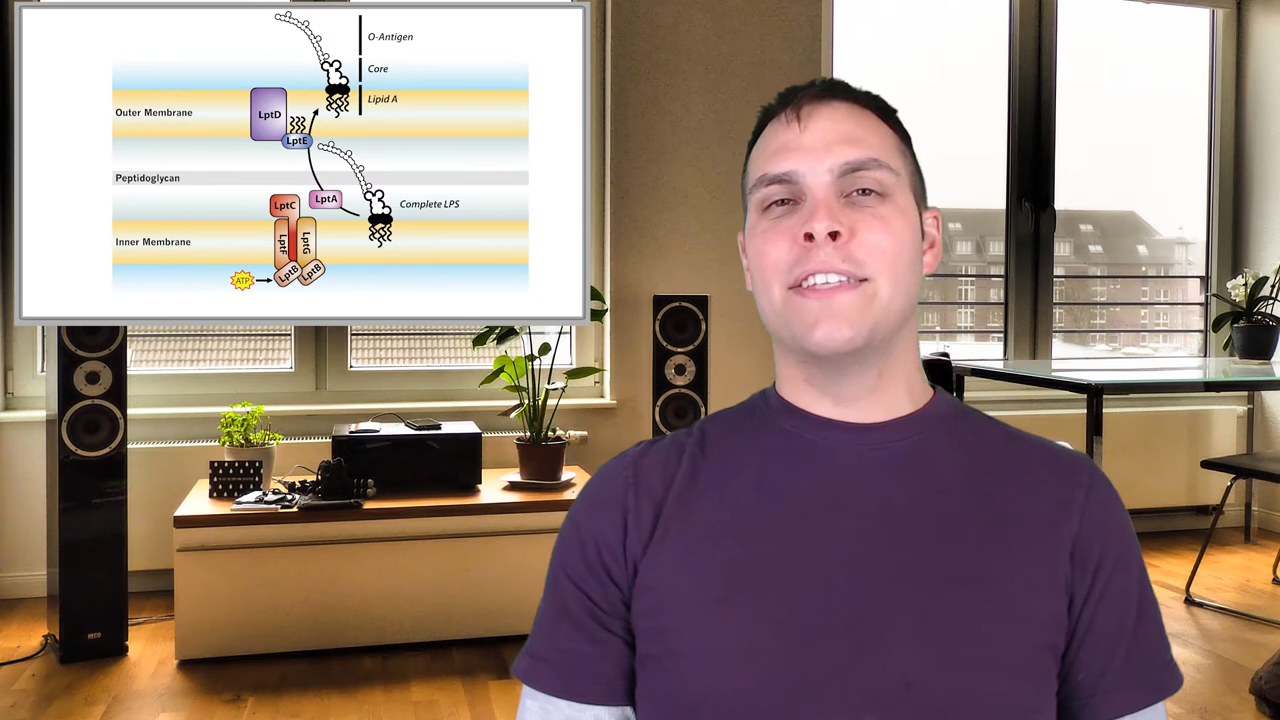 O-Antigen
Core
Lipid A
Outer Membrane
LptD
LptE
Peptidoglycan
LptA
LptC
Complete LPS
Inner Membrane
LptF
LptG
LptB
LptB
ATP
HECO